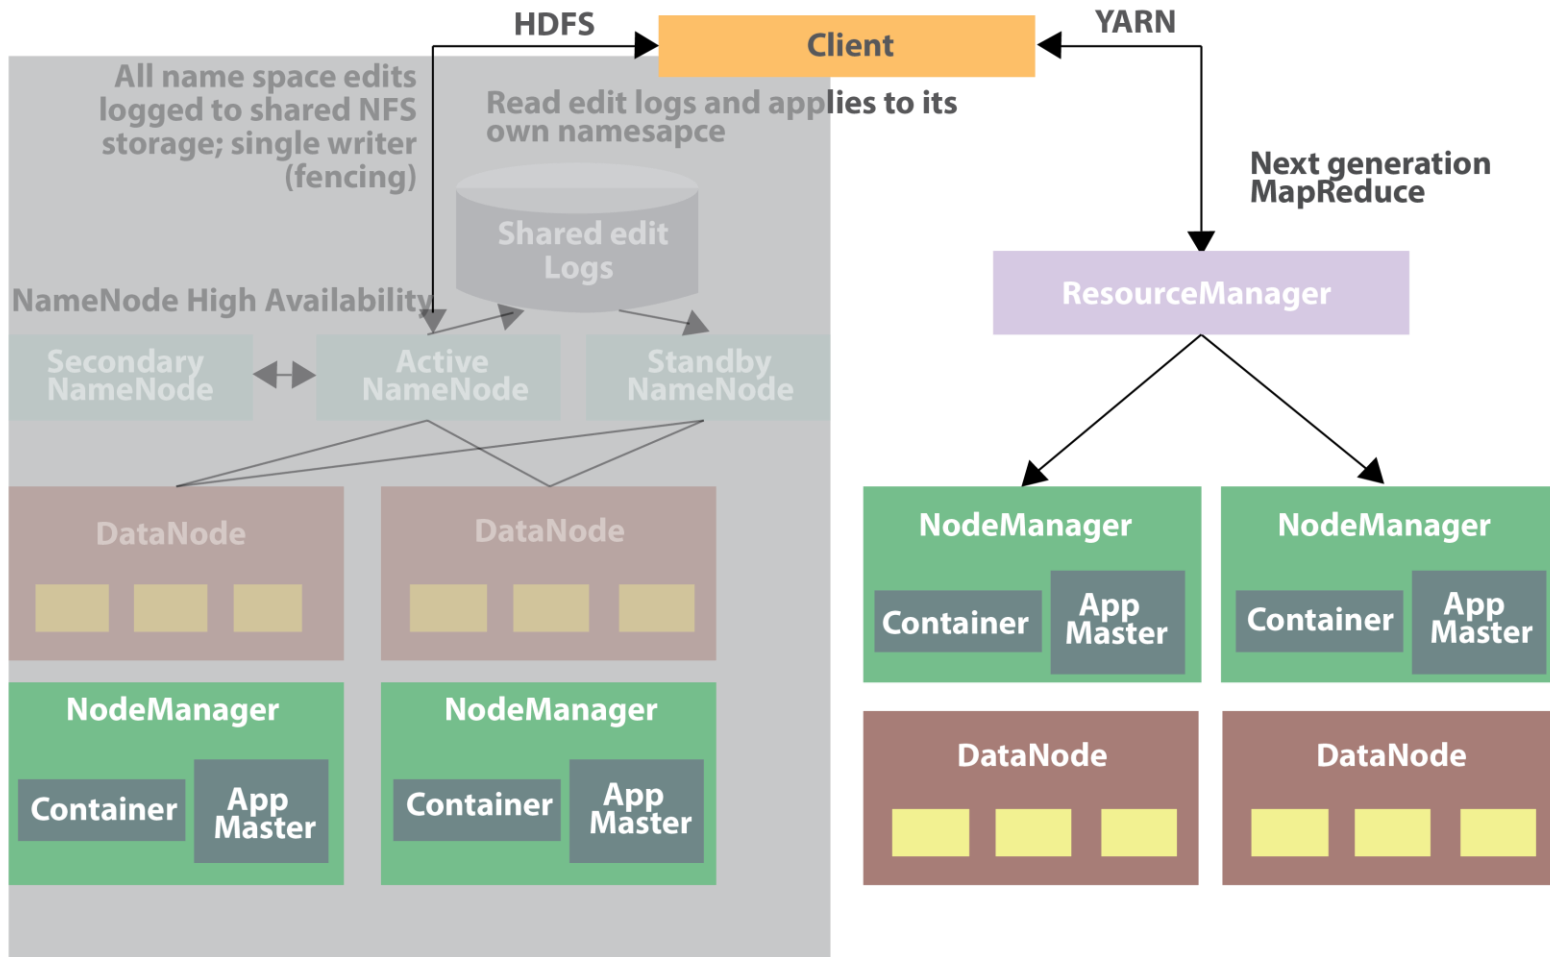 HDFS
Client
YARN
All name space edits
logged to shared NFS
storage; single writer
(fencing)
Read edit logs and applies to its
own namesapce
Next generation
MapReduce
Shared edit
Logs
ResourceManager
NameNode High Availability
Secondary
NameNode
Active
NameNode
Standby
NameNode
DataNode
DataNode
NodeManager
Container
App
Master
NodeManager
Container
App
Master
NodeManager
Container
App
Master
NodeManager
Container
App
Master
DataNode
DataNode